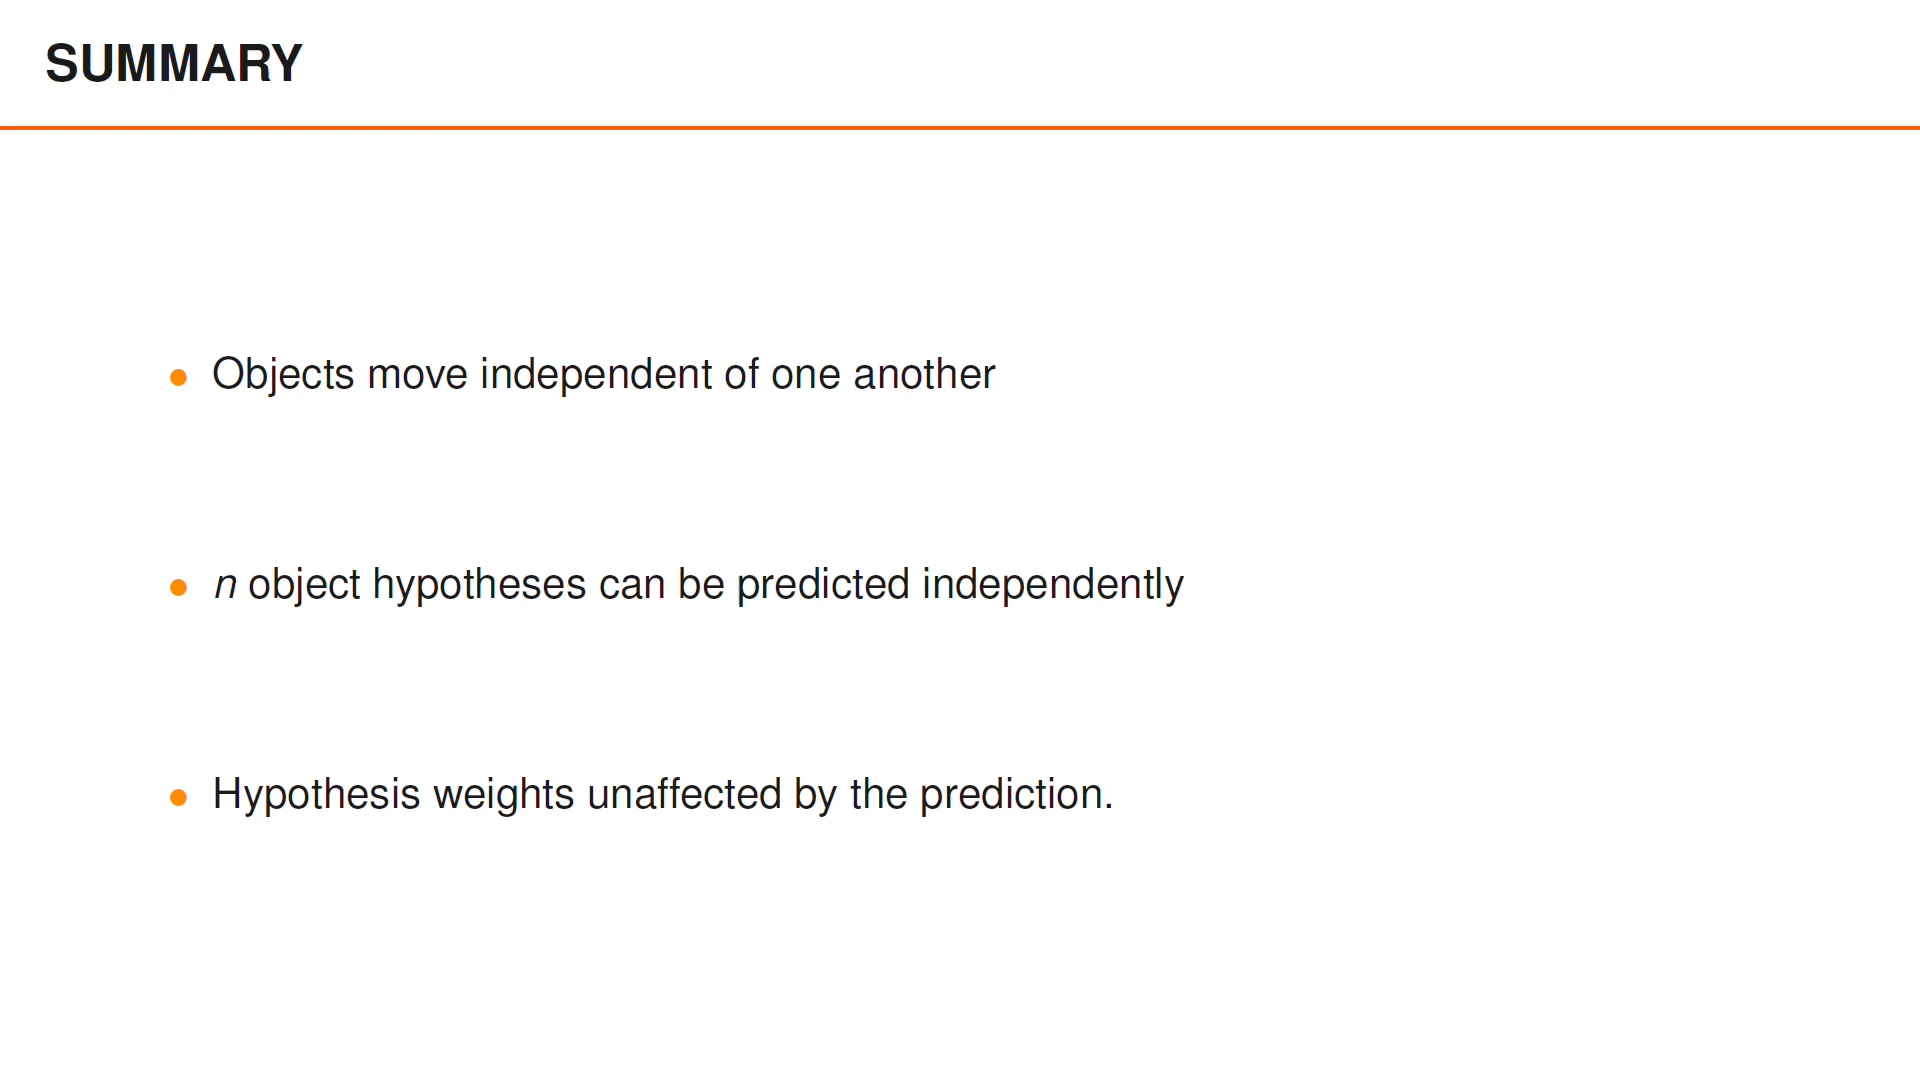 SUMMARY
Objects move independent of one another
n object hypotheses can be predicted independently
Hypothesis weights unaffected by the prediction.